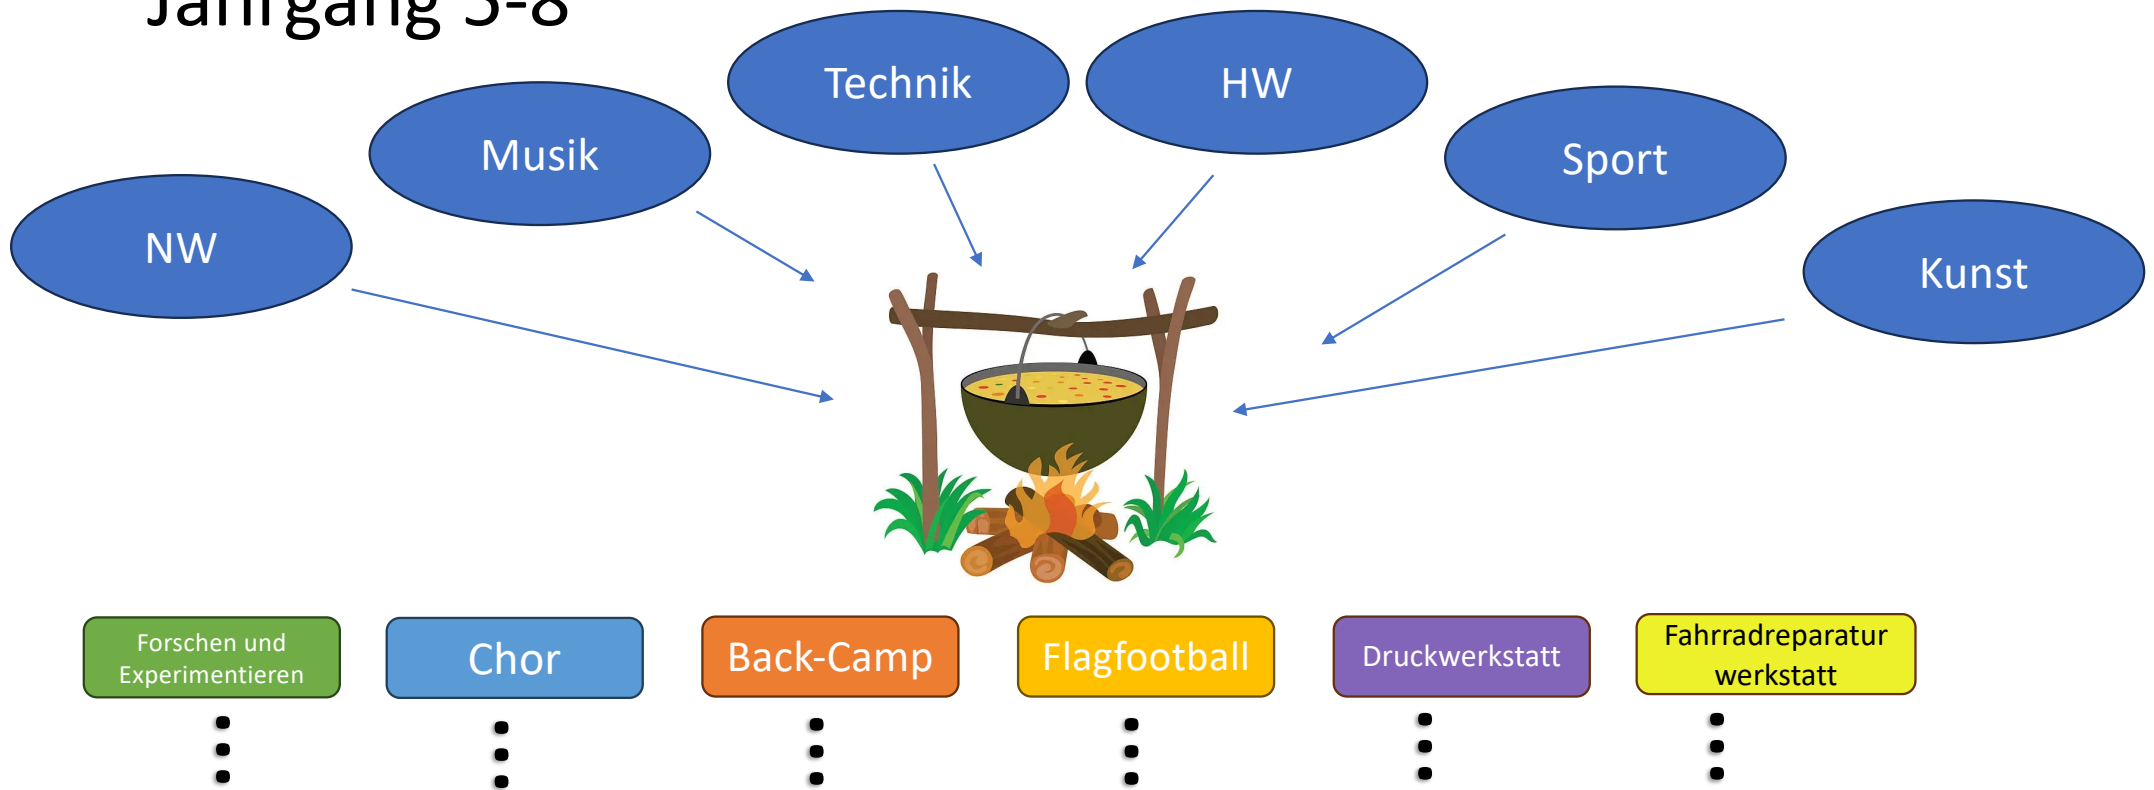 Jahrgang 5-8
Technik
HW
Musik
Sport
NW
Kunst
Forschen und
Experimentieren
Chor
Back-Camp
Flagfootball
Druckwerkstatt
Fahrradreparatur
werkstatt